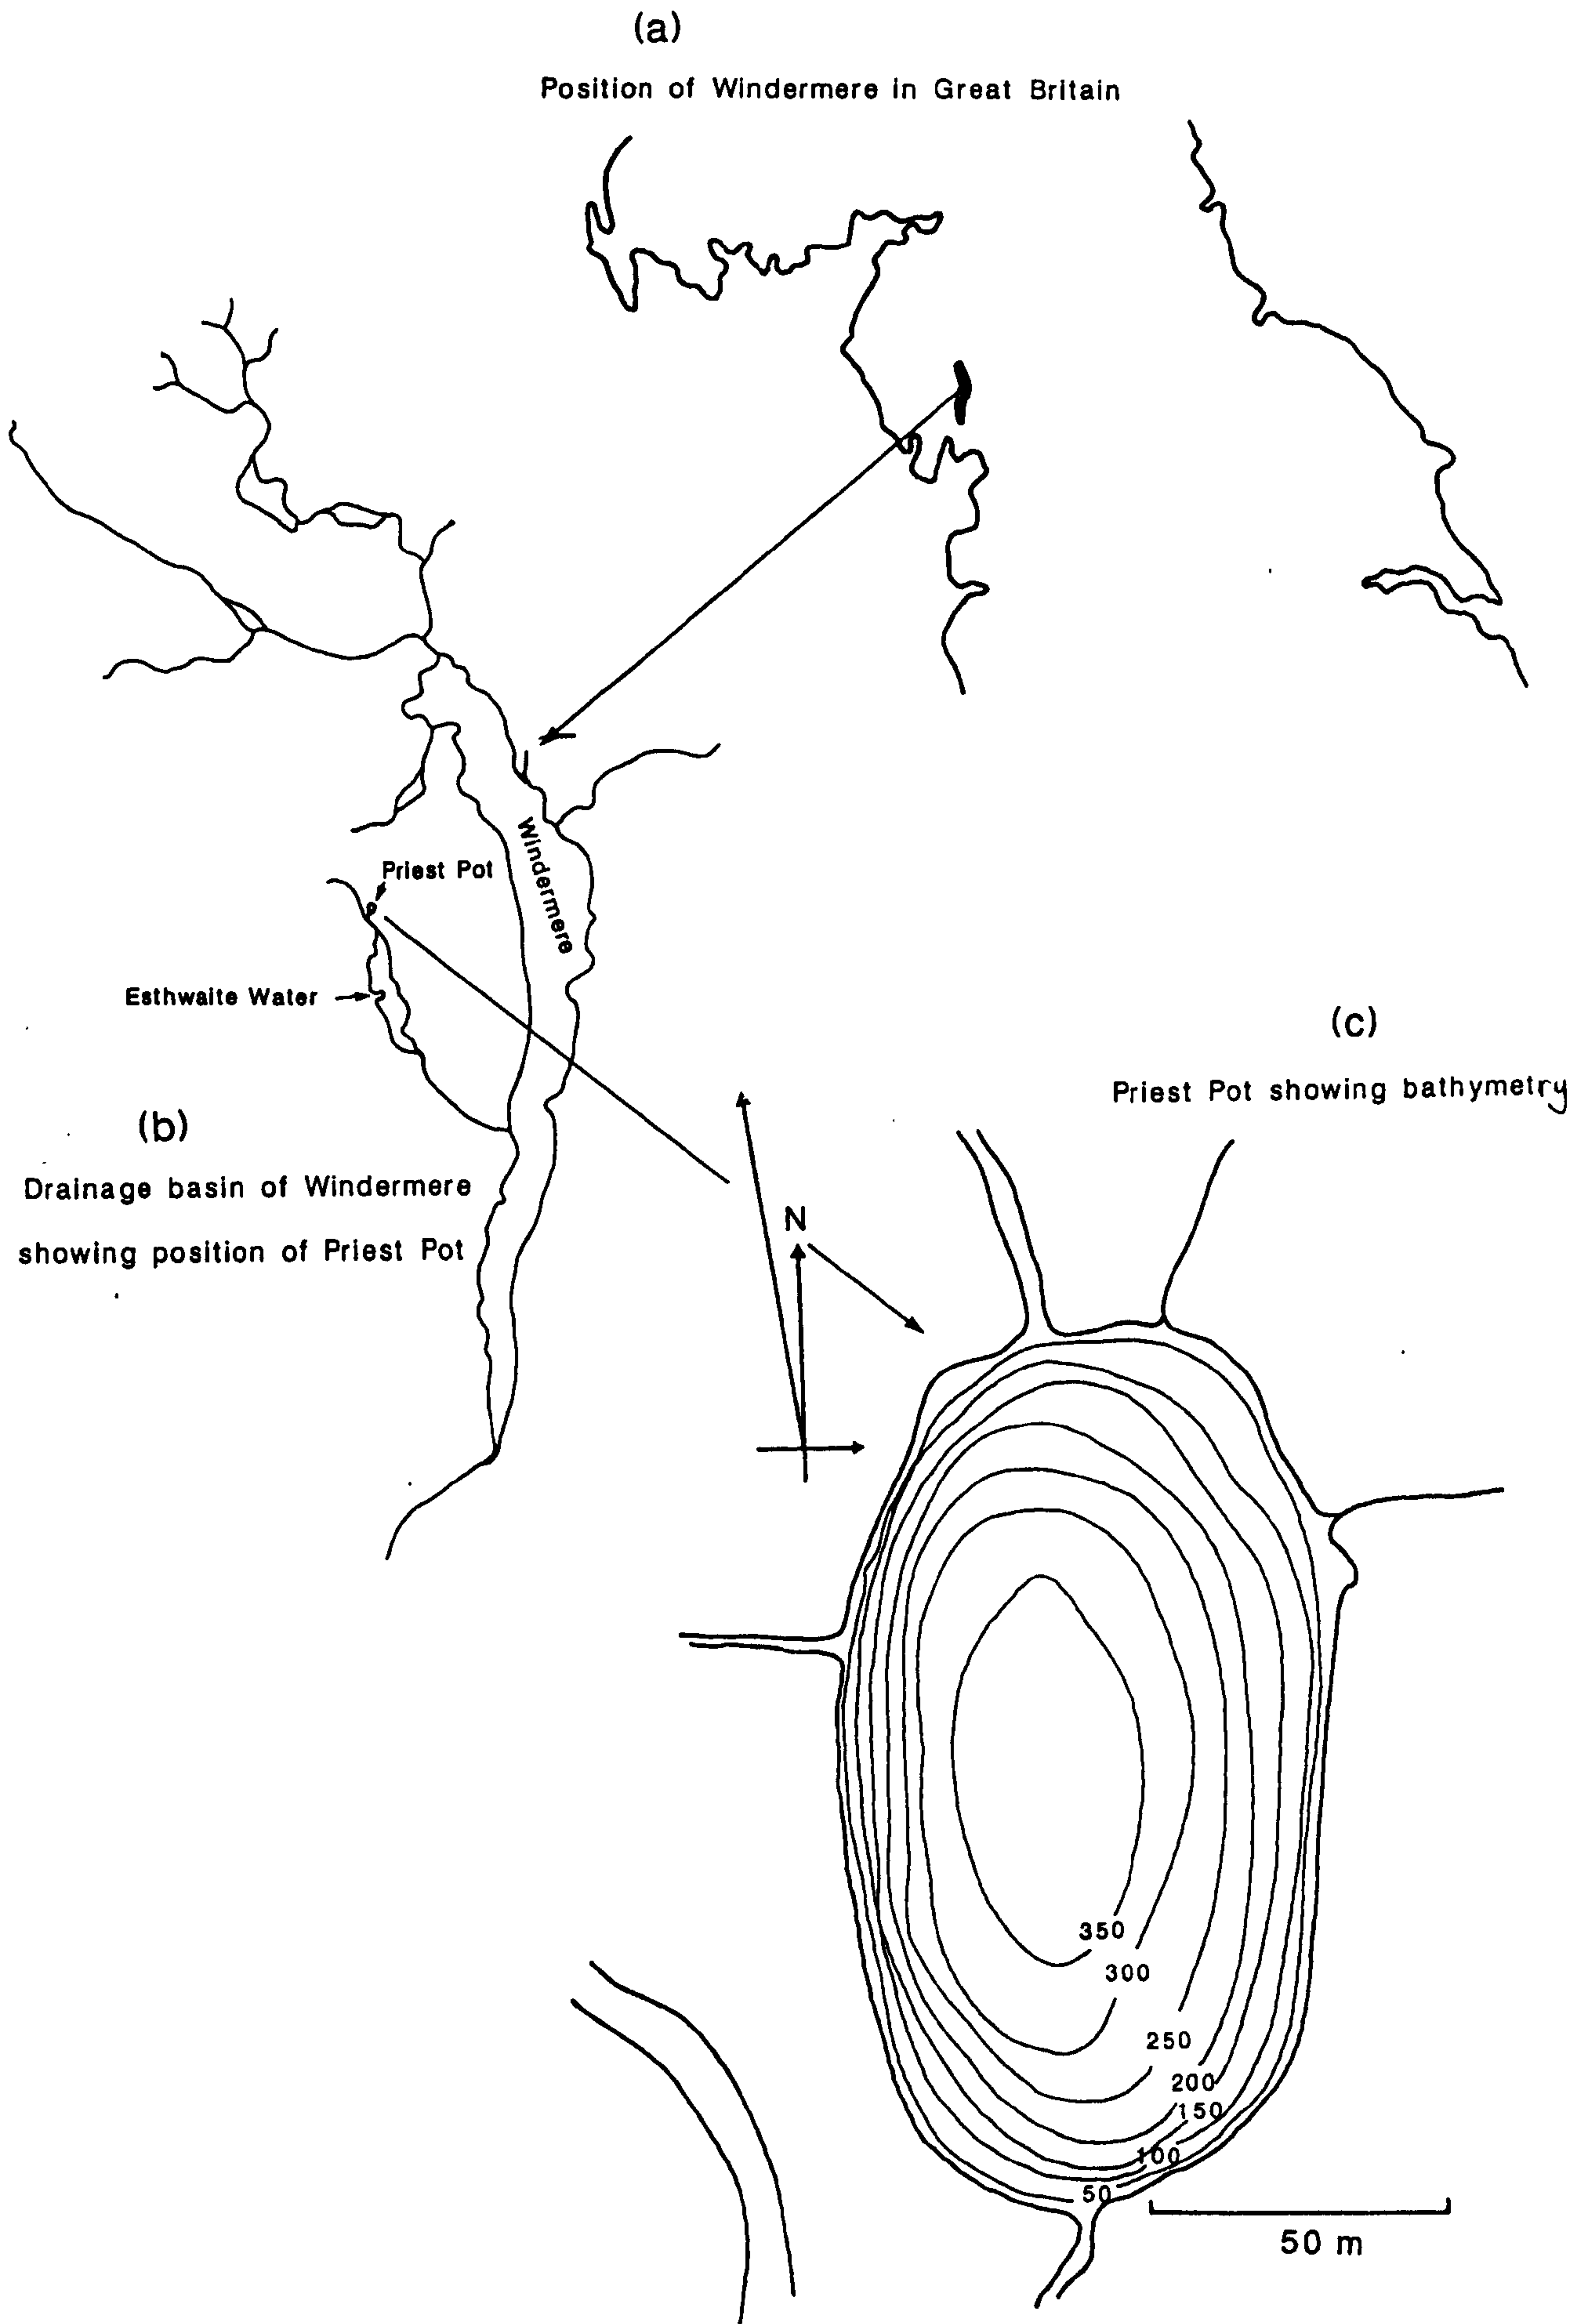 (a)
Position of Windermere in Great Britain
Windermere
Priest Pot
Esthwaite Water
(b)
Drainage basin of Windermere
showing position of Priest Pot
(c)
Priest Pot showing bathymetry
N
350
300
250
200
150
100
50
50 m